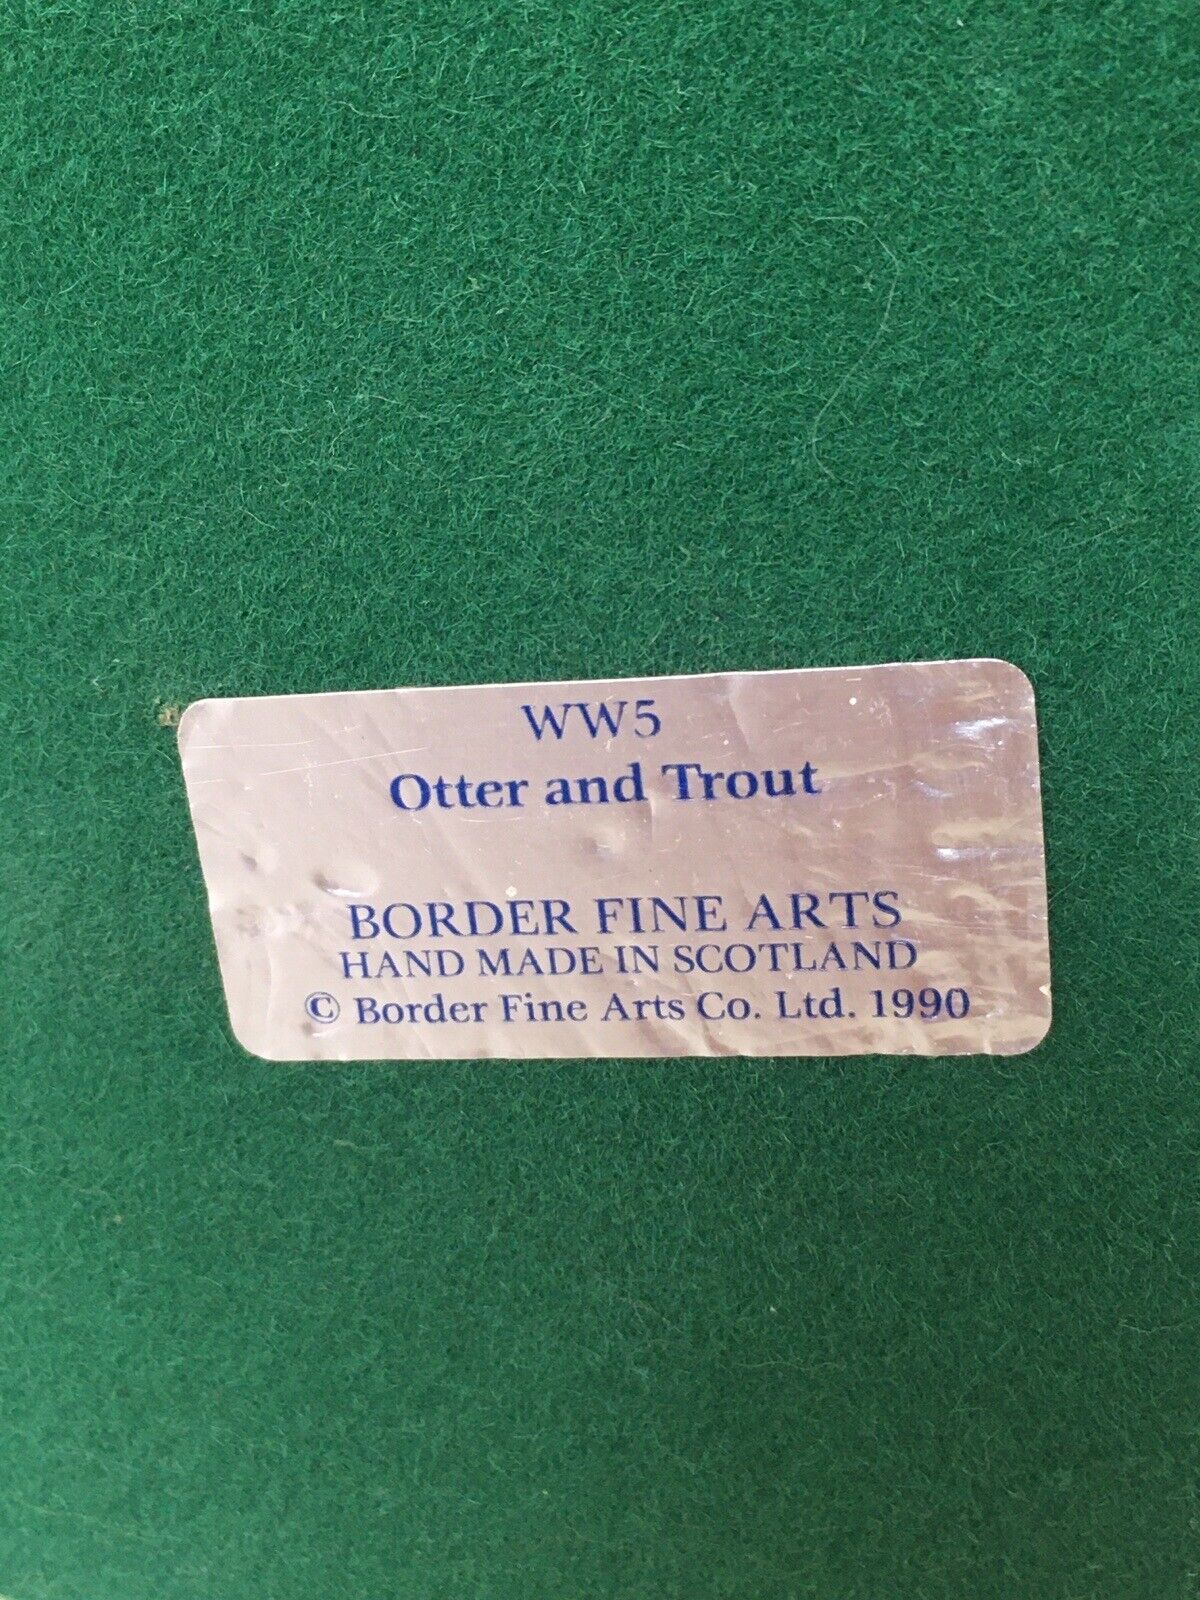 WW5
Otter and Trout
BORDER FINE ARTS
HAND MADE IN SCOTLAND
© Border Fine Arts Co. Ltd. 1990